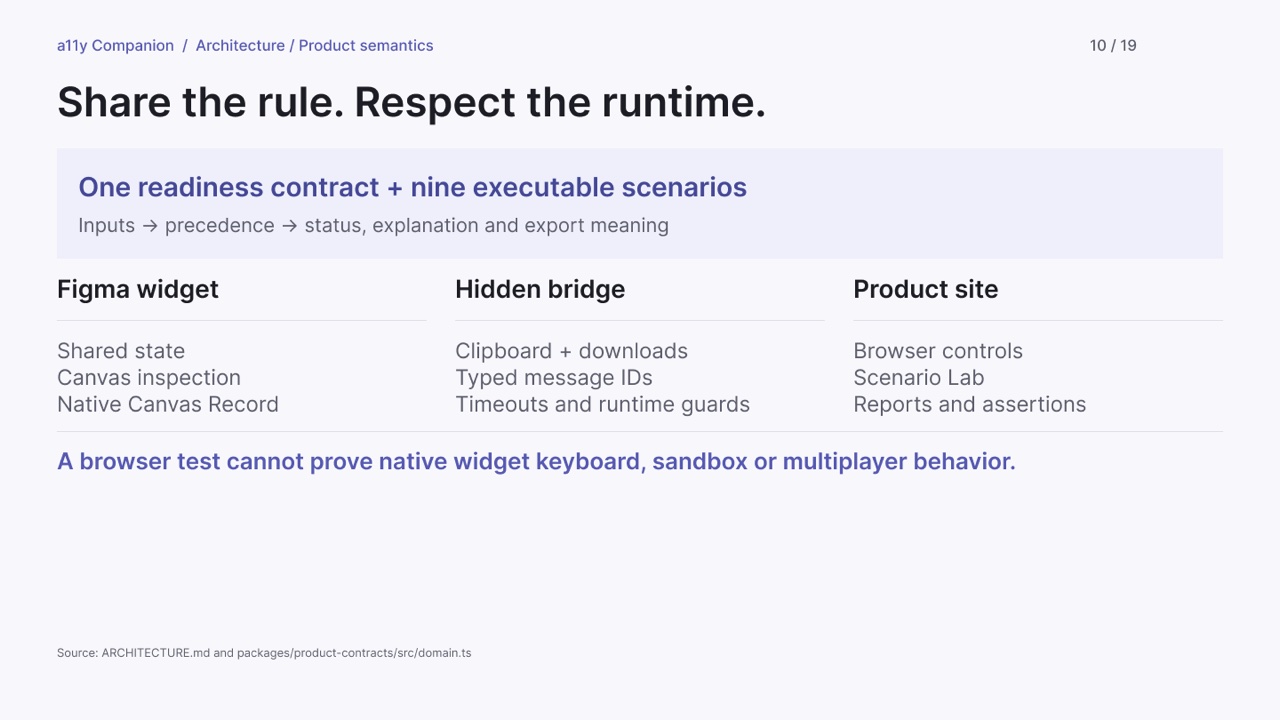 a11y Companion / Architecture / Product semantics
10 / 19
Share the rule. Respect the runtime.
One readiness contract + nine executable scenarios
Inputs → precedence → status, explanation and export meaning
Figma widget
Shared state
Canvas inspection
Native Canvas Record
Hidden bridge
Clipboard + downloads
Typed message IDs
Timeouts and runtime guards
Product site
Browser controls
Scenario Lab
Reports and assertions
A browser test cannot prove native widget keyboard, sandbox or multiplayer behavior.
Source: ARCHITECTURE.md and packages/product-contracts/src/domain.ts